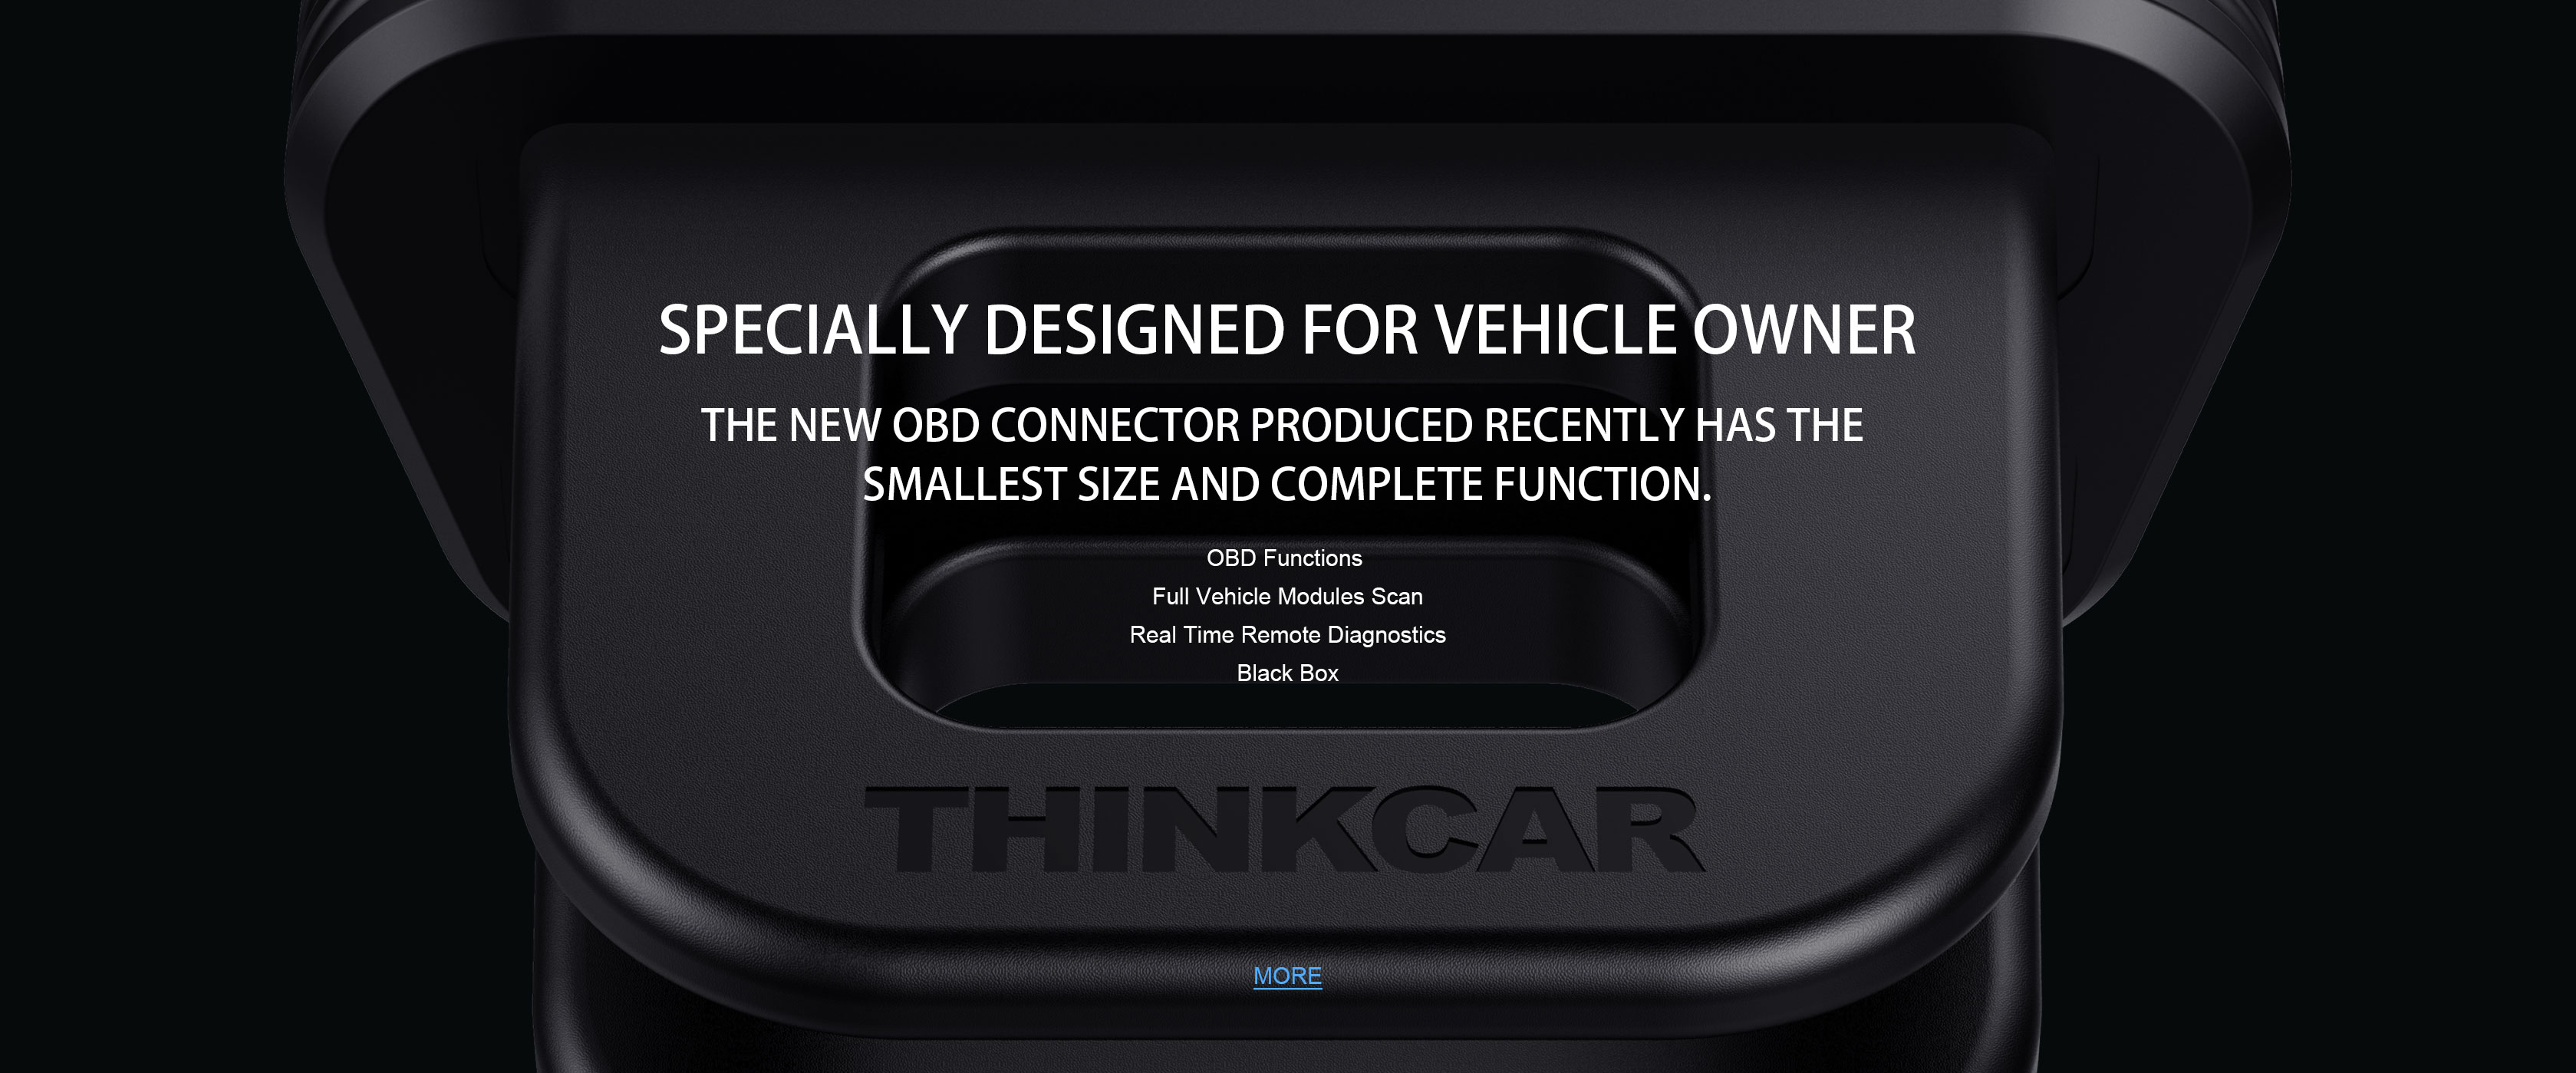 SPECIALLY DESIGNED FOR VEHICLE OWNER
THE NEW OBD CONNECTOR PRODUCED RECENTLY HAS THE
SMALLEST SIZE AND COMPLETE FUNCTION.
OBD Functions
Full Vehicle Modules Scan
Real Time Remote Diagnostics
Black Box
THINKCAR
MORE